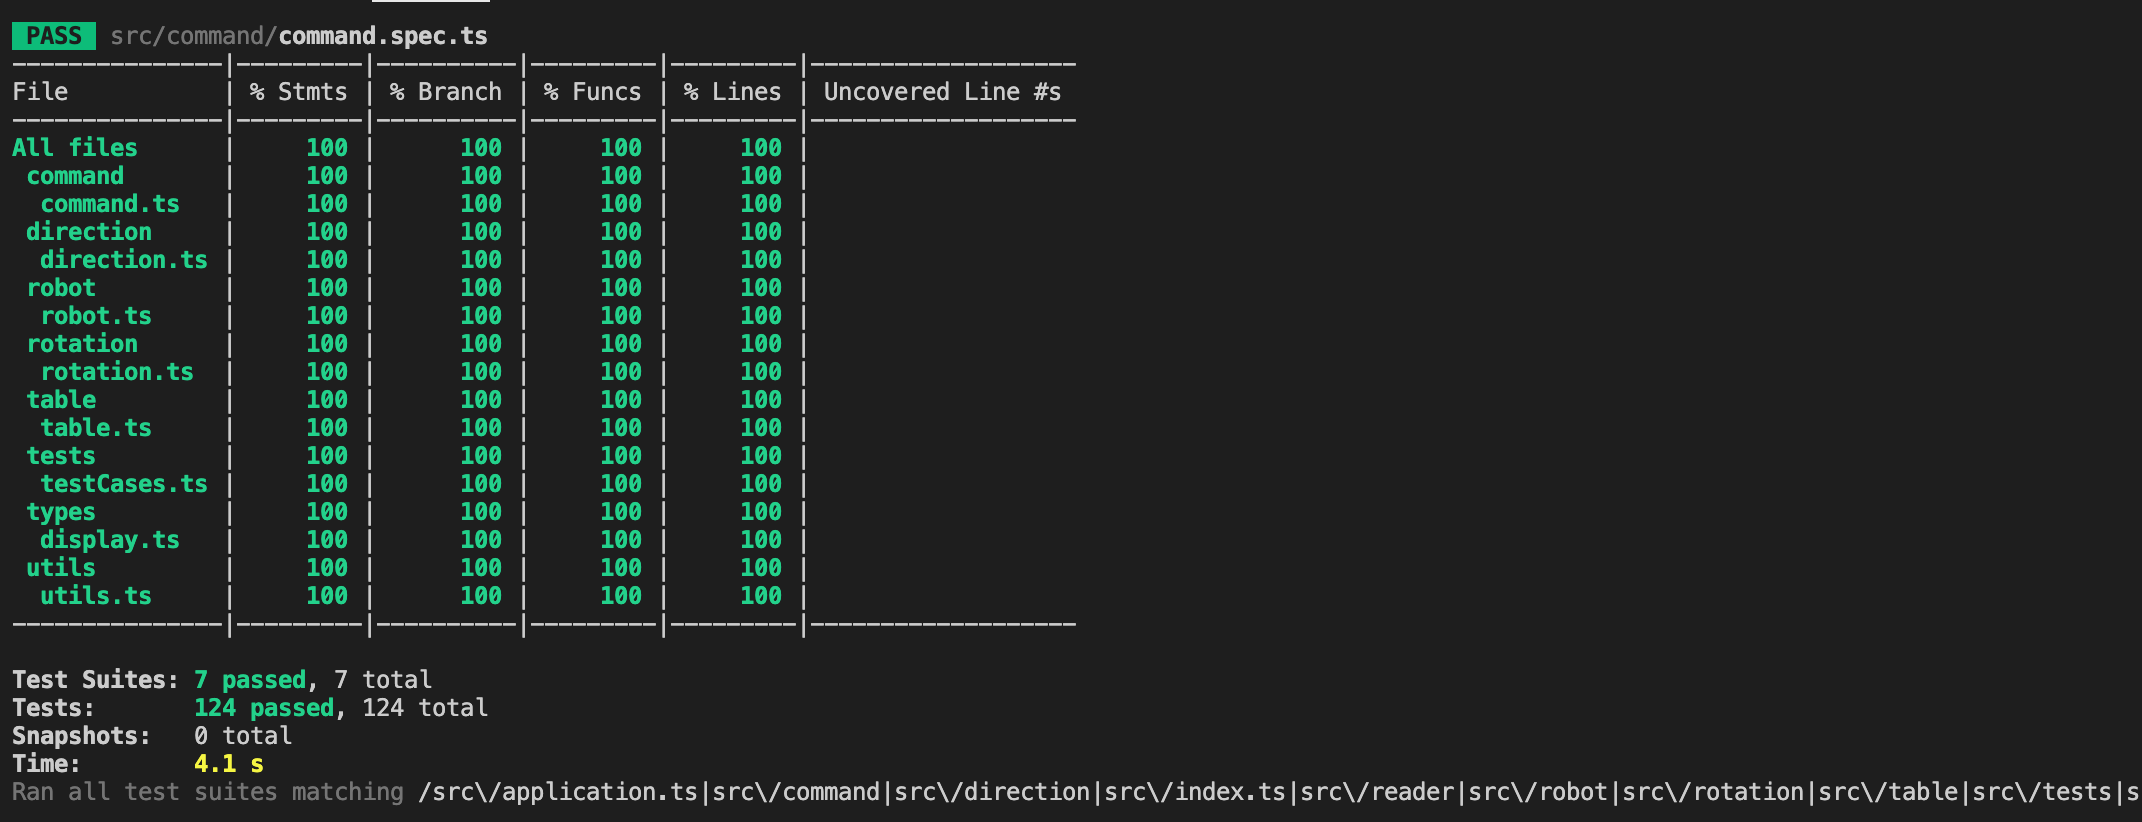 PASS src/command/command.spec.ts
---------------|---------|----------|---------|---------|-------------------
File           | % Stmts | % Branch | % Funcs | % Lines | Uncovered Line #s
---------------|---------|----------|---------|---------|-------------------
All files      |     100 |      100 |     100 |     100 |
 command       |     100 |      100 |     100 |     100 |
  command.ts   |     100 |      100 |     100 |     100 |
 direction     |     100 |      100 |     100 |     100 |
  direction.ts |     100 |      100 |     100 |     100 |
 robot         |     100 |      100 |     100 |     100 |
  robot.ts     |     100 |      100 |     100 |     100 |
 rotation      |     100 |      100 |     100 |     100 |
  rotation.ts  |     100 |      100 |     100 |     100 |
 table         |     100 |      100 |     100 |     100 |
  table.ts     |     100 |      100 |     100 |     100 |
 tests         |     100 |      100 |     100 |     100 |
  testCases.ts |     100 |      100 |     100 |     100 |
 types         |     100 |      100 |     100 |     100 |
  display.ts   |     100 |      100 |     100 |     100 |
 utils         |     100 |      100 |     100 |     100 |
  utils.ts     |     100 |      100 |     100 |     100 |
---------------|---------|----------|---------|---------|-------------------
Test Suites: 7 passed, 7 total
Tests:       124 passed, 124 total
Snapshots:   0 total
Time:        4.1 s
Ran all test suites matching /src\/application.ts|src\/command|src\/direction|src\/index.ts|src\/reader|src\/robot|src\/rotation|src\/table|src\/tests|s